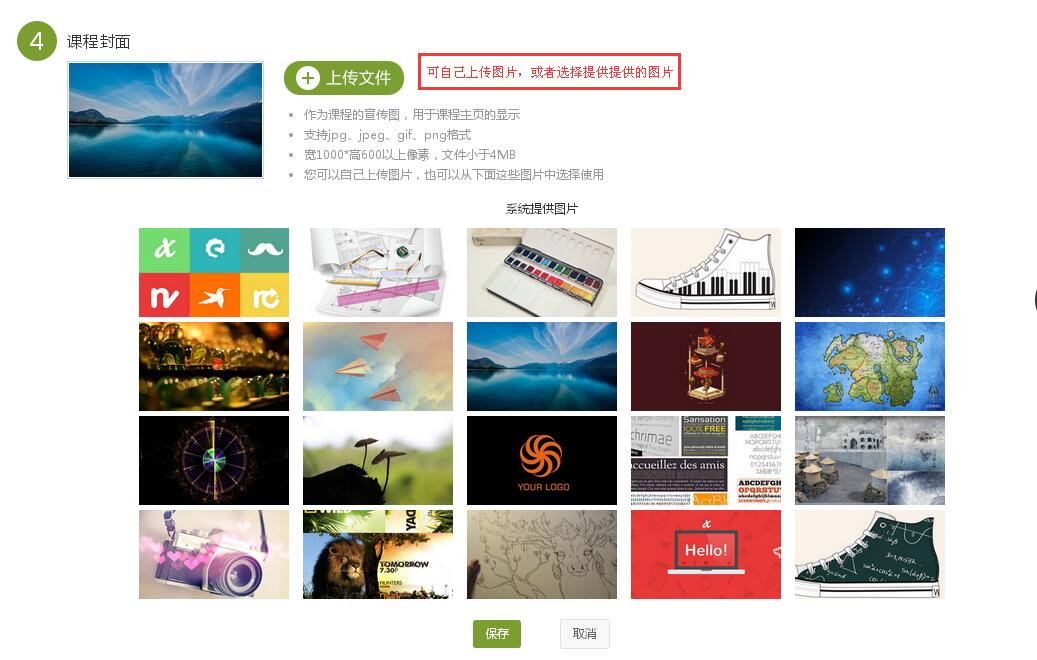 4 课程封面
上传文件
可自己上传图片，或者选择提供提供的图片
作为课程的宣传图，用于课程主页的显示
支持jpg、jpeg、gif、png格式
宽1000*高600以上像素，文件小于4MB
您可以自己上传图片，也可以从下面这些图片中选择使用
系统提供图片
YOUR LOGO
Sansation
100% FREE
chrimae
accueillez des amis
TOMORROW
7.30P
HUNTERS
Hello!
保存
取消